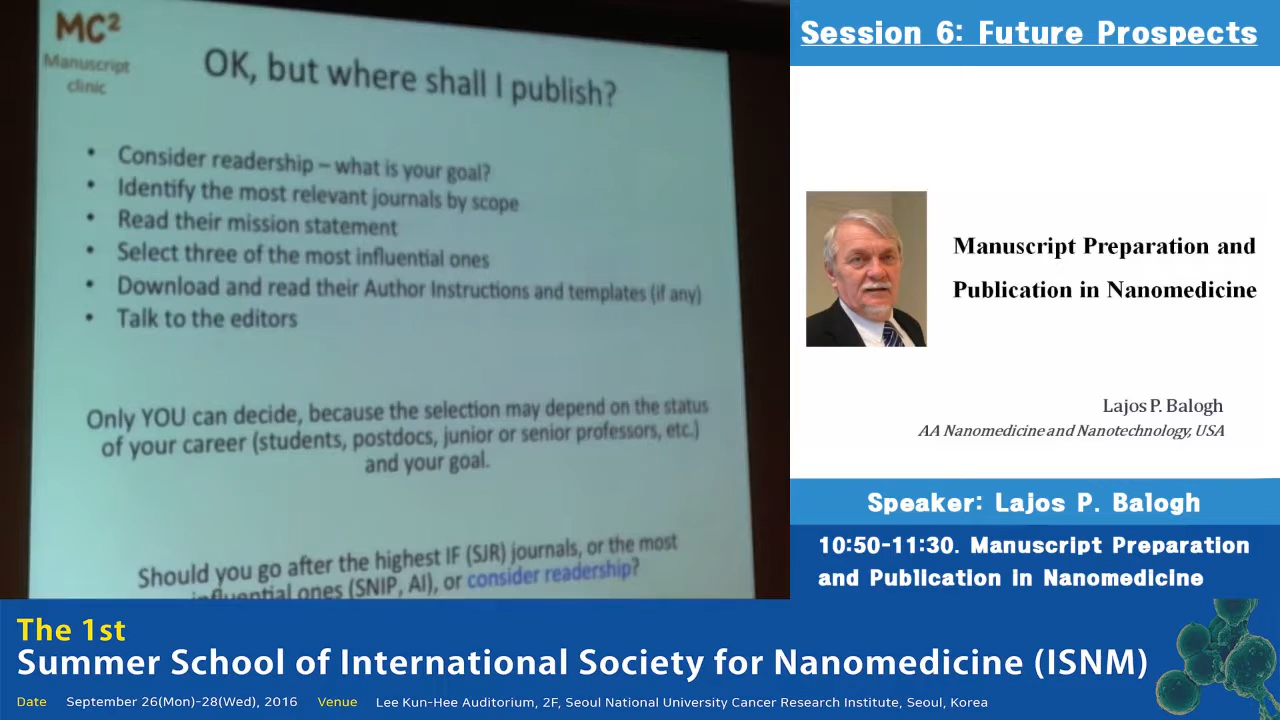 MC²
Manuscript
clinic
OK, but where shall I publish?
• Consider readership – what is your goal?
• Identify the most relevant journals by scope
• Read their mission statement
• Select three of the most influential ones
• Download and read their Author Instructions and templates (if any)
• Talk to the editors
Only YOU can decide, because the selection may depend on the status
of your career (students, postdocs, junior or senior professors, etc.)
and your goal.
Should you go after the highest IF (SJR) journals, or the most
influential ones (SNIP, AI), or consider readership?
Session 6: Future Prospects
Manuscript Preparation and
Publication in Nanomedicine
Lajos P. Balogh
AA Nanomedicine and Nanotechnology, USA
Speaker: Lajos P. Balogh
10:50-11:30. Manuscript Preparation
and Publication in Nanomedicine
The 1st
Summer School of International Society for Nanomedicine (ISNM)
Date September 26(Mon)-28(Wed), 2016 Venue Lee Kun-Hee Auditorium, 2F, Seoul National University Cancer Research Institute, Seoul, Korea